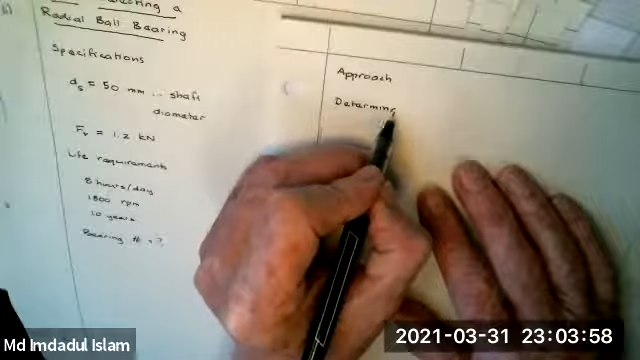 a
Radial Ball Bearing
Specifications
ds = 50 mm ... shaft
diameter
Fr = 1.2 kN
Life requirements
8 hours/day
1800 rpm
10 years
Bearing # = ?
Approach
Determine
Md Imdadul Islam
2021-03-31 23:03:58